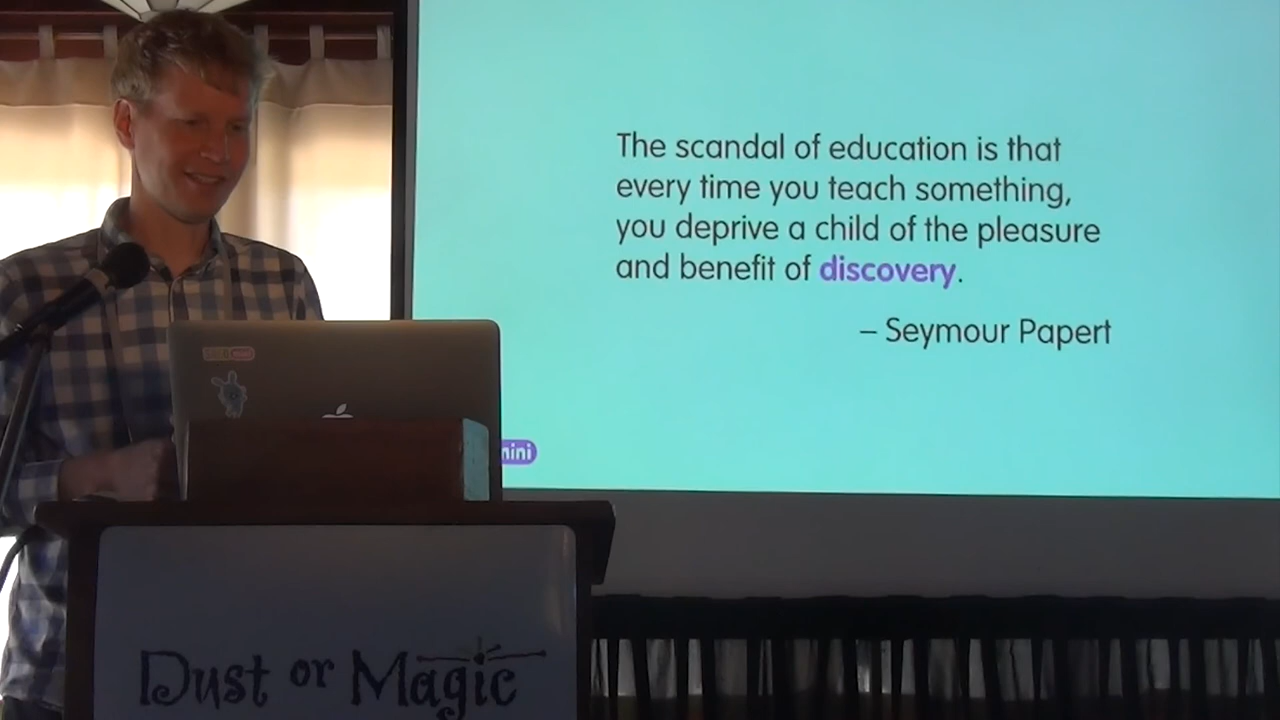 The scandal of education is that
every time you teach something,
you deprive a child of the pleasure
and benefit of discovery.
– Seymour Papert
mini
Dust or Magic